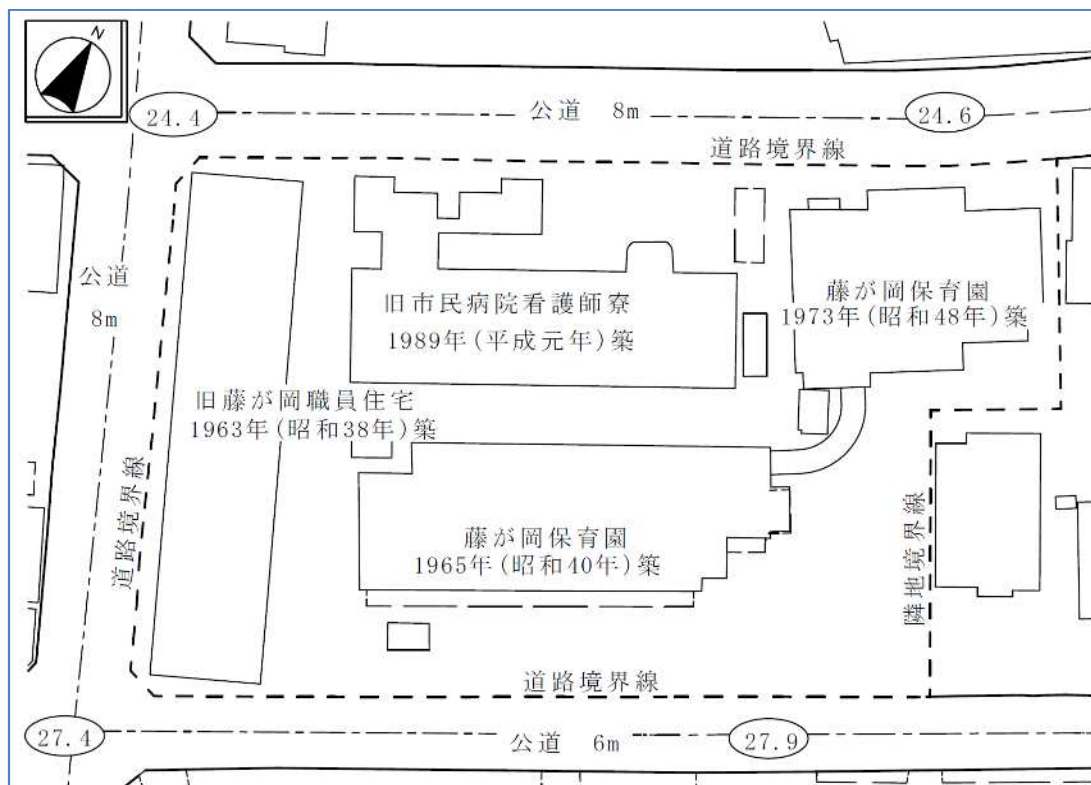 N
24.4
公道 8m
24.6
道路境界線
公道
8m
旧市民病院看護師寮
1989年(平成元年)築
藤が岡保育園
1973年(昭和48年)築
旧藤が岡職員住宅
1963年(昭和38年)築
道路境界線
藤が岡保育園
1965年(昭和40年)築
隣地境界線
道路境界線
27.4
公道 6m
27.9